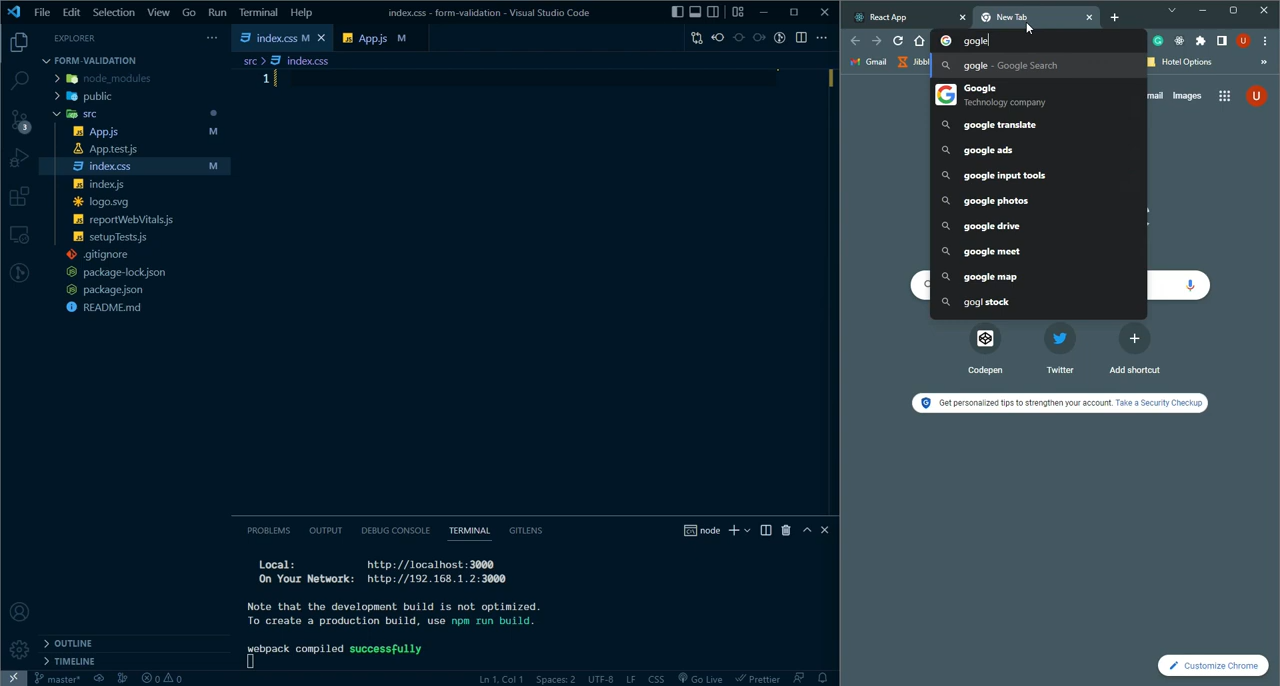 File Edit Selection View Go Run Terminal Help
index.css - form-validation - Visual Studio Code
EXPLORER
FORM-VALIDATION
node_modules
public
src
App.js M
App.test.js
index.css M
index.js
logo.svg
reportWebVitals.js
setupTests.js
.gitignore
package-lock.json
package.json
README.md
3
OUTLINE
TIMELINE
index.css M
App.js M
src > index.css
1
PROBLEMS OUTPUT DEBUG CONSOLE TERMINAL GITLENS
node
Local: http://localhost:3000
On Your Network: http://192.168.1.2:3000
Note that the development build is not optimized.
To create a production build, use npm run build.
webpack compiled successfully
master* 0 0
Ln 1, Col 1 Spaces: 2 UTF-8 LF CSS Go Live Prettier
React App
New Tab
gogle
U
Gmail
Jibbl
Hotel Options
gogle - Google Search
Google
Technology company
google translate
google ads
google input tools
google photos
google drive
google meet
google map
gogl stock
mail Images
U
Codepen
Twitter
Add shortcut
Get personalized tips to strengthen your account. Take a Security Checkup
Customize Chrome